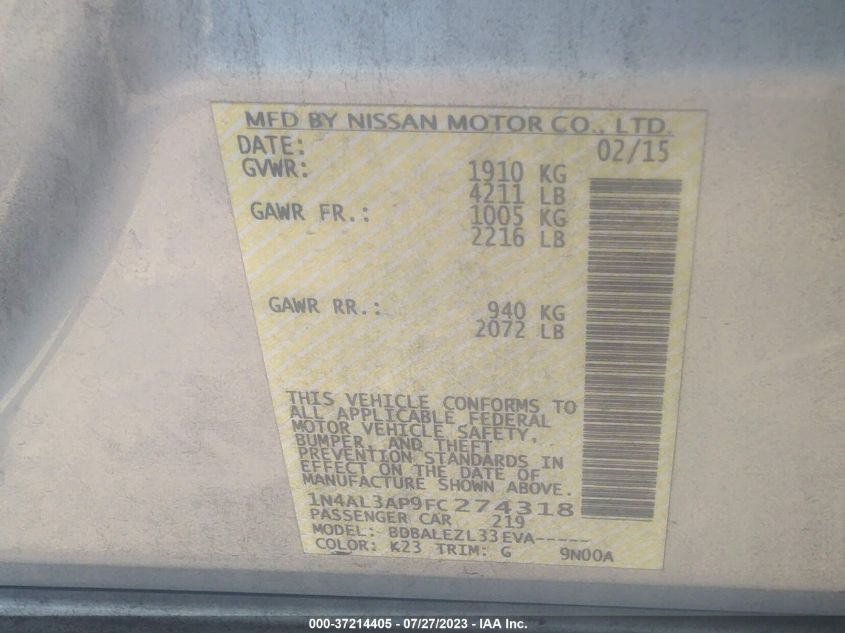 MFD BY NISSAN MOTOR CO., LTD.
DATE: 02/15
GVWR: 1910 KG
4211 LB
GAWR FR.: 1005 KG
2216 LB
GAWR RR.: 940 KG
2072 LB
THIS VEHICLE CONFORMS TO
ALL APPLICABLE FEDERAL
MOTOR VEHICLE SAFETY,
BUMPER, AND THEFT
PREVENTION STANDARDS IN
EFFECT ON THE DATE OF
MANUFACTURE SHOWN ABOVE.
1N4AL3AP9FC274318
PASSENGER CAR 219
MODEL: BDBALEZL33EVA-----
COLOR: K23 TRIM: G 9N00A
000-37214405 - 07/27/2023 - IAA Inc.